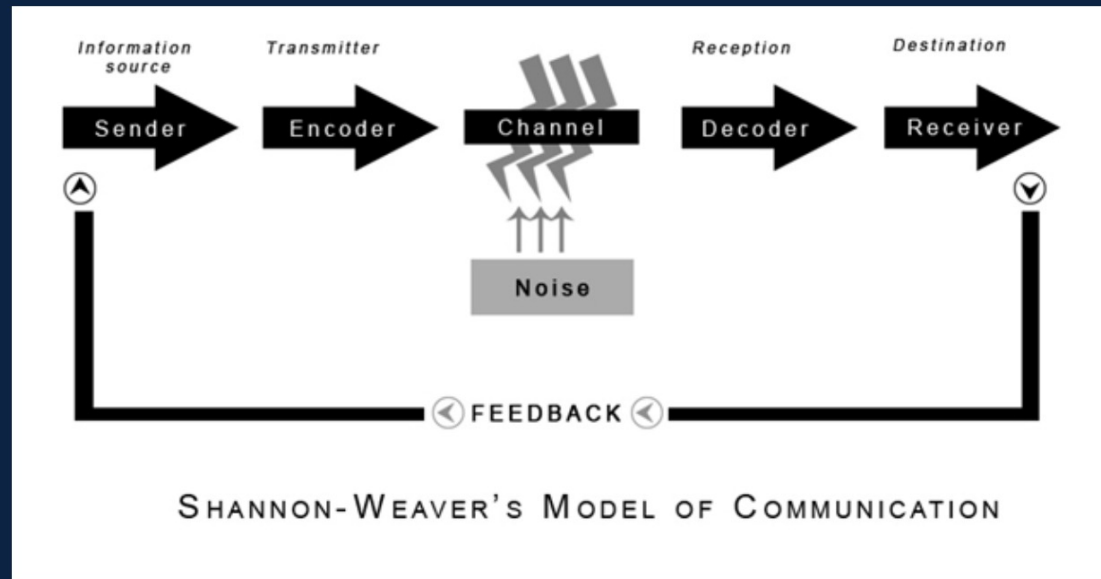 Information
source
Transmitter
Reception
Destination
Sender
Encoder
Channel
Decoder
Receiver
Noise
FEEDBACK
SHANNON-WEAVER'S MODEL OF COMMUNICATION